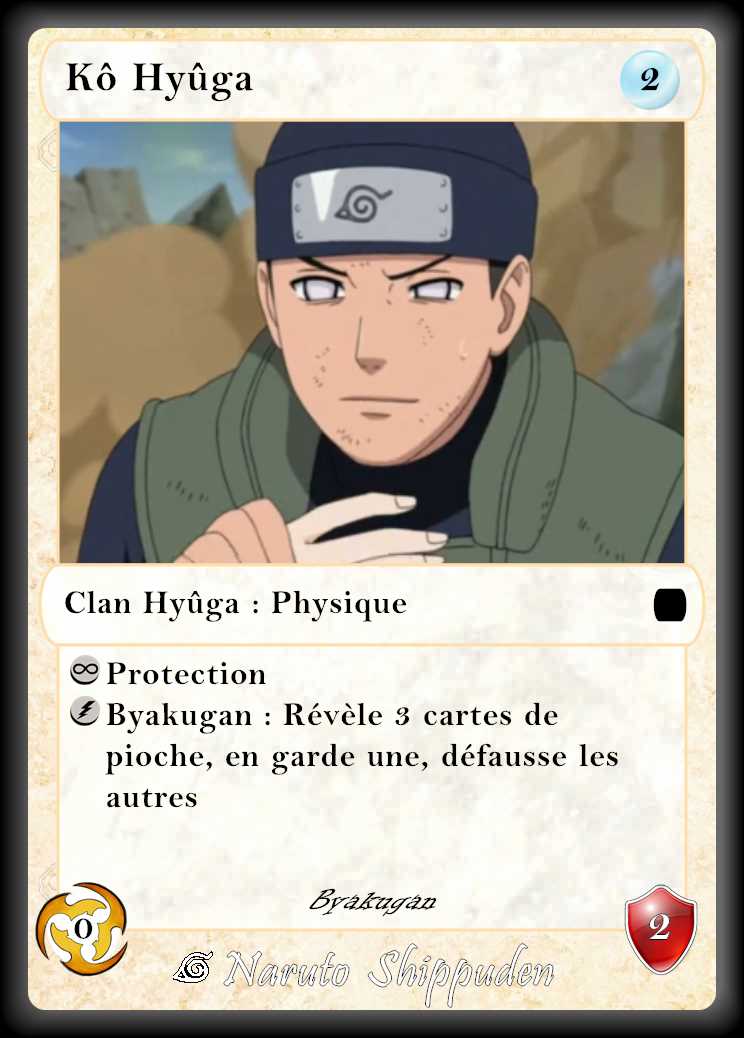 Kô Hyûga
2
Clan Hyûga : Physique
Protection
Byakugan : Révèle 3 cartes de
pioche, en garde une, défausse les
autres
Byakugan
0
2
Naruto Shippuden